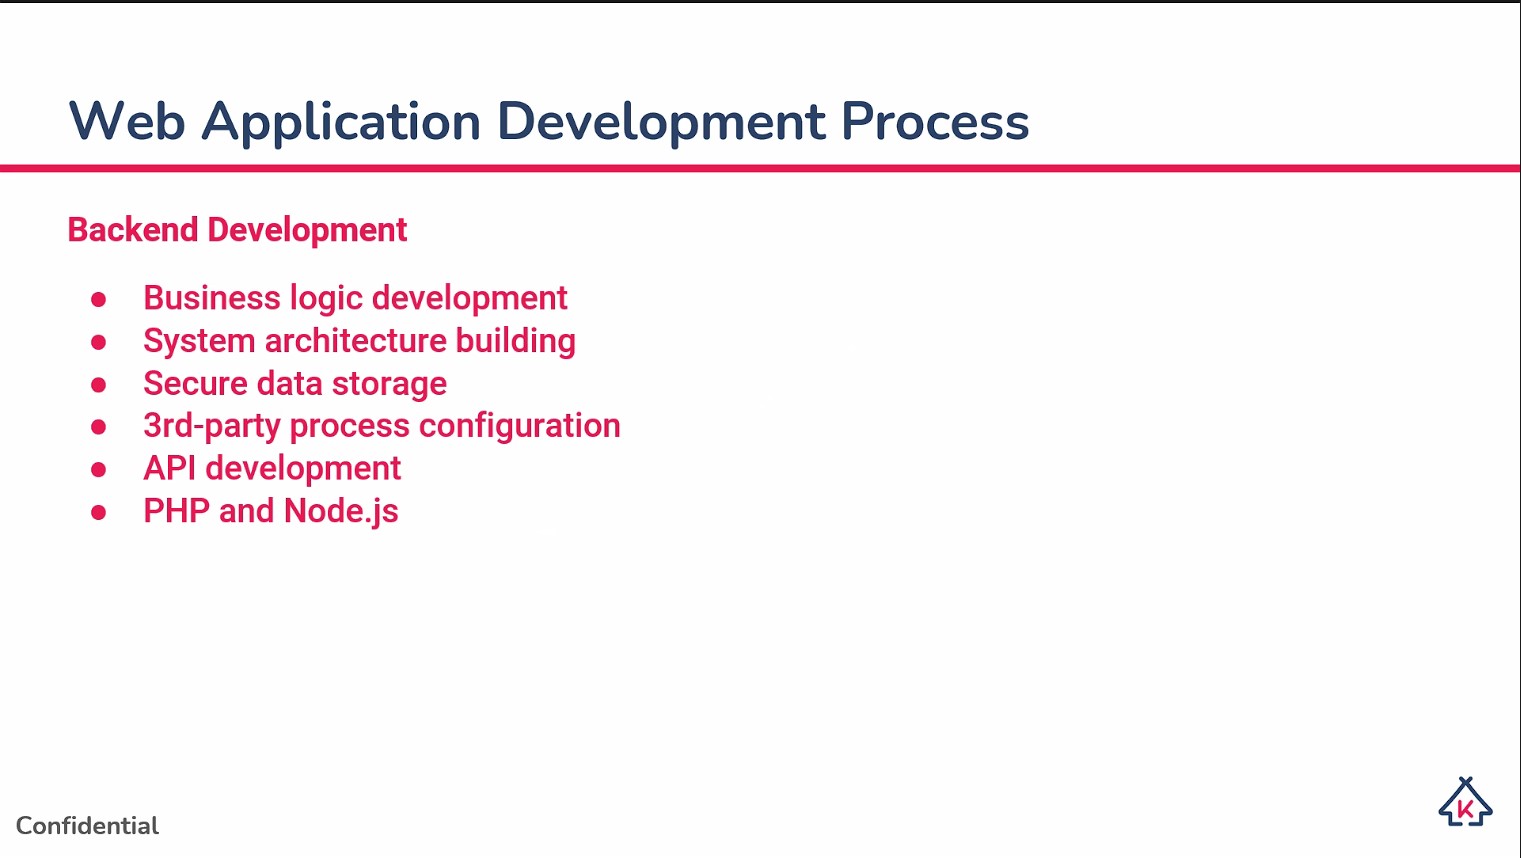 Web Application Development Process
Backend Development
● Business logic development
● System architecture building
● Secure data storage
● 3rd-party process configuration
● API development
● PHP and Node.js
Confidential
K